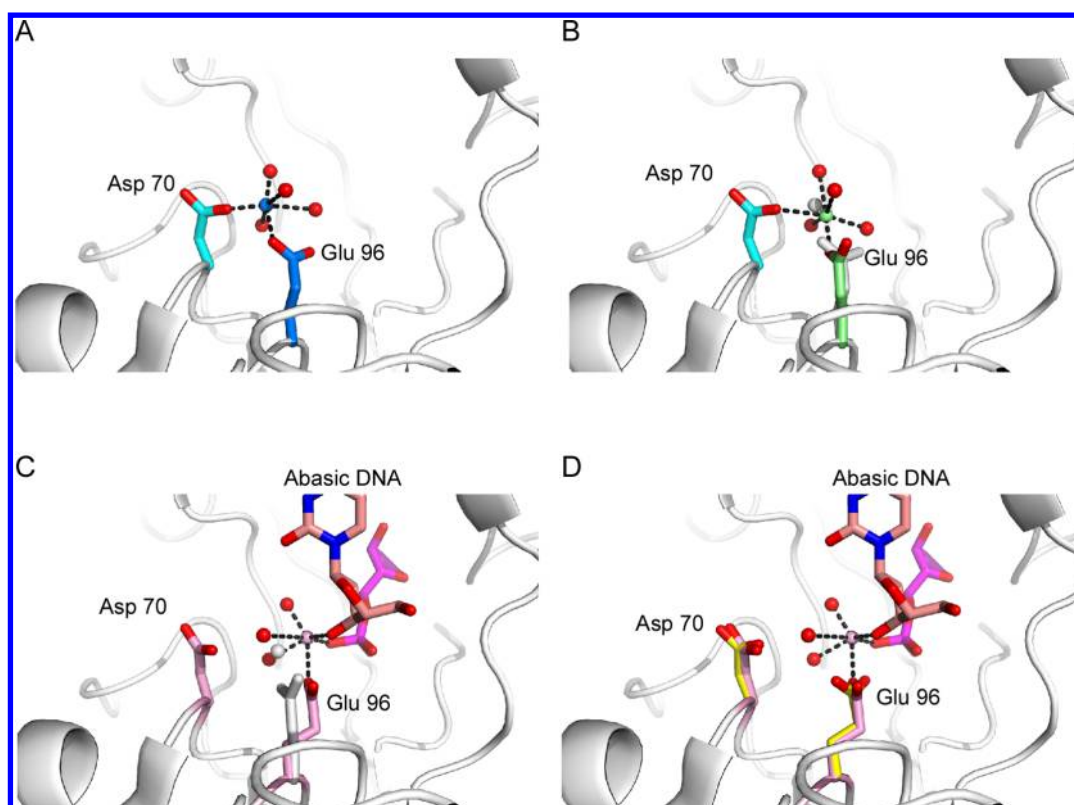 A
B
Asp 70
Glu 96
Asp 70
Glu 96
C
D
Abasic DNA
Abasic DNA
Asp 70
Glu 96
Asp 70
Glu 96